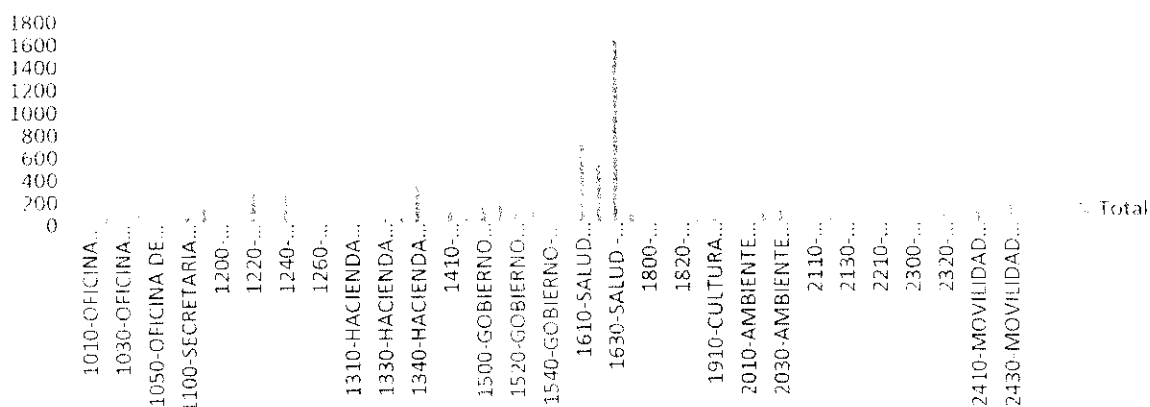 1800
1600
1400
1200
1000
800
600
400
200
0
1010-OFICINA...
1030-OFICINA...
1050-OFICINA DE...
1100-SECRETARIA...
1200-...
1220-...
1240-...
1260-...
1310-HACIENDA...
1330-HACIENDA...
1340-HACIENDA...
1410-...
1500-GOBIERNO...
1520-GOBIERNO...
1540-GOBIERNO-...
1610-SALUD...
1630-SALUD -...
1800-...
1820-...
1910-CULTURA...
2010-AMBIENTE...
2030-AMBIENTE...
2110-...
2130-...
2210-...
2300-...
2320-...
2410-MOVILIDAD...
2430-MOVILIDAD...
Total